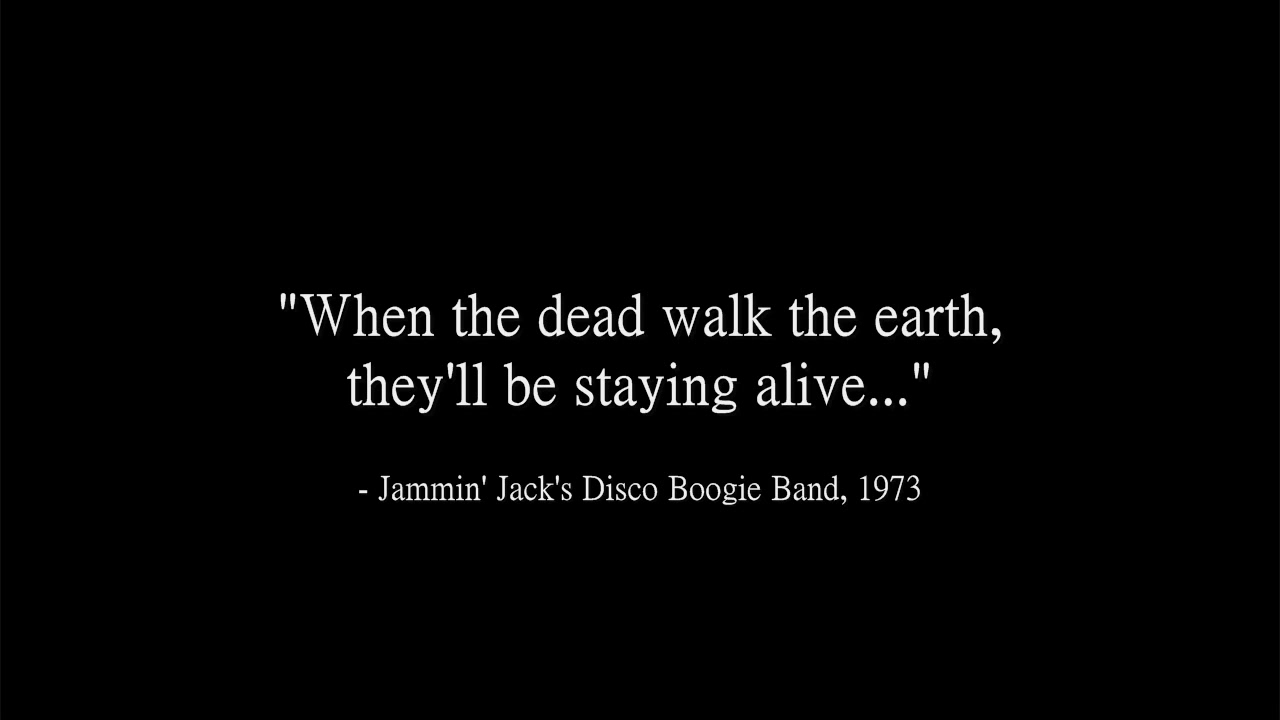 "When the dead walk the earth,
they'll be staying alive..."
- Jammin' Jack's Disco Boogie Band, 1973